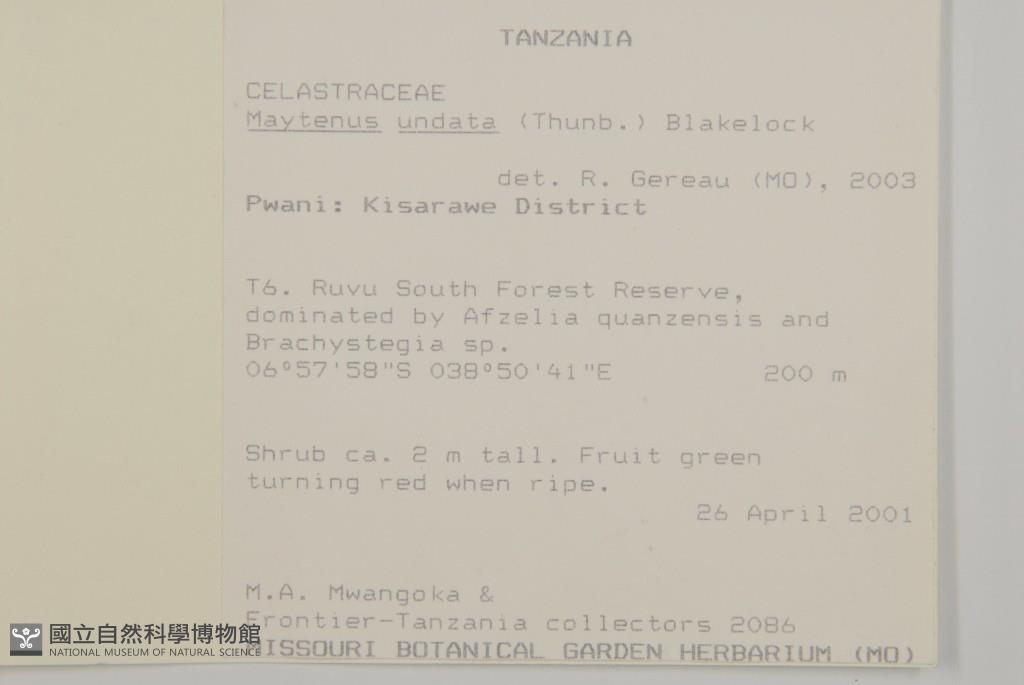 TANZANIA
CELASTRACEAE
Maytenus undata (Thunb.) Blakelock
det. R. Gereau (MO), 2003
Pwani: Kisarawe District
T6. Ruvu South Forest Reserve,
dominated by Afzelia quanzensis and
Brachystegia sp.
06°57'58"S 038°50'41"E 200 m
Shrub ca. 2 m tall. Fruit green
turning red when ripe.
26 April 2001
M.A. Mwangoka &
Frontier-Tanzania collectors 2086
MISSOURI BOTANICAL GARDEN HERBARIUM (MO)
國立自然科學博物館
NATIONAL MUSEUM OF NATURAL SCIENCE